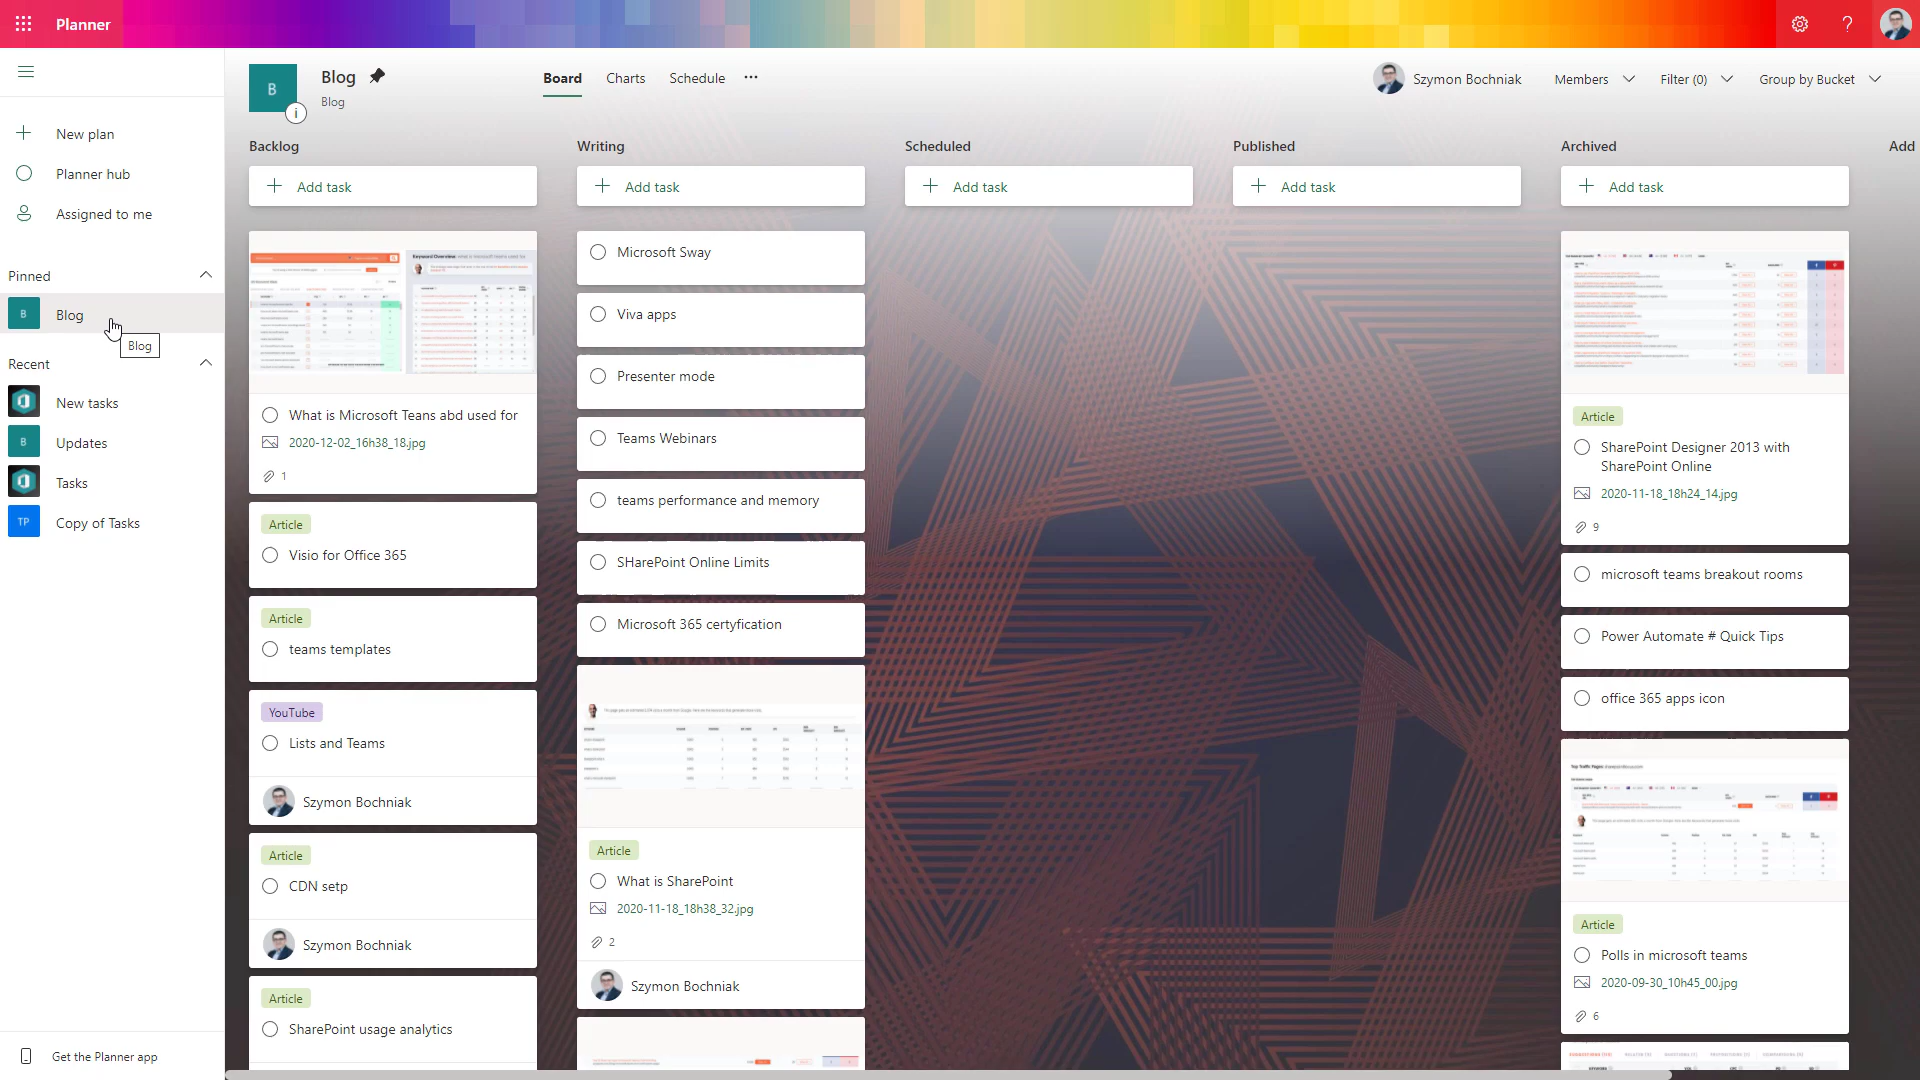 Planner
?
New plan
Planner hub
Assigned to me
Pinned
B
Blog
Blog
Recent
New tasks
B
Updates
Tasks
TP
Copy of Tasks
Get the Planner app
B
i
Blog
Blog
Board
Charts
Schedule
Szymon Bochniak
Members
Filter (0)
Group by Bucket
Backlog
Add task
Keyword Overview:
What is Microsoft Teans abd used for
2020-12-02_16h38_18.jpg
1
Article
Visio for Office 365
Article
teams templates
YouTube
Lists and Teams
Szymon Bochniak
Article
CDN setp
Szymon Bochniak
Article
SharePoint usage analytics
Writing
Add task
Microsoft Sway
Viva apps
Presenter mode
Teams Webinars
teams performance and memory
SHarePoint Online Limits
Microsoft 365 certyfication
Article
What is SharePoint
2020-11-18_18h38_32.jpg
2
Szymon Bochniak
Scheduled
Add task
Published
Add task
Archived
Add task
Article
SharePoint Designer 2013 with
SharePoint Online
2020-11-18_18h24_14.jpg
9
microsoft teams breakout rooms
Power Automate # Quick Tips
office 365 apps icon
Top Traffic Pages:
Article
Polls in microsoft teams
2020-09-30_10h45_00.jpg
6
Add